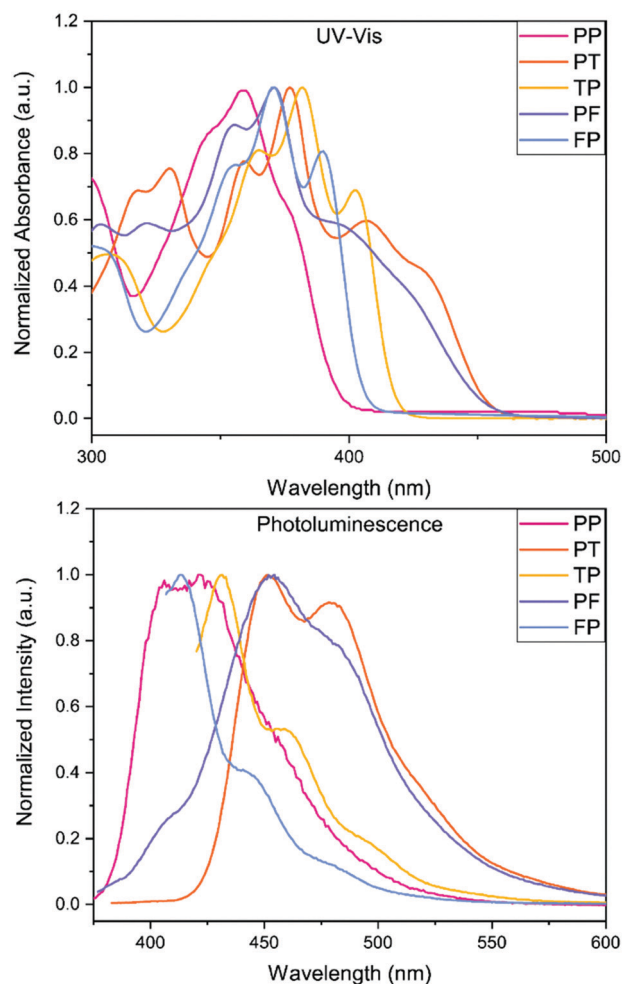 UV-Vis
PP
PT
TP
PF
FP
Normalized Absorbance (a.u.)
1.2
1.0
0.8
0.6
0.4
0.2
0.0
300
400
500
Wavelength (nm)
Photoluminescence
PP
PT
TP
PF
FP
Normalized Intensity (a.u.)
1.2
1.0
0.8
0.6
0.4
0.2
0.0
400
450
500
550
600
Wavelength (nm)